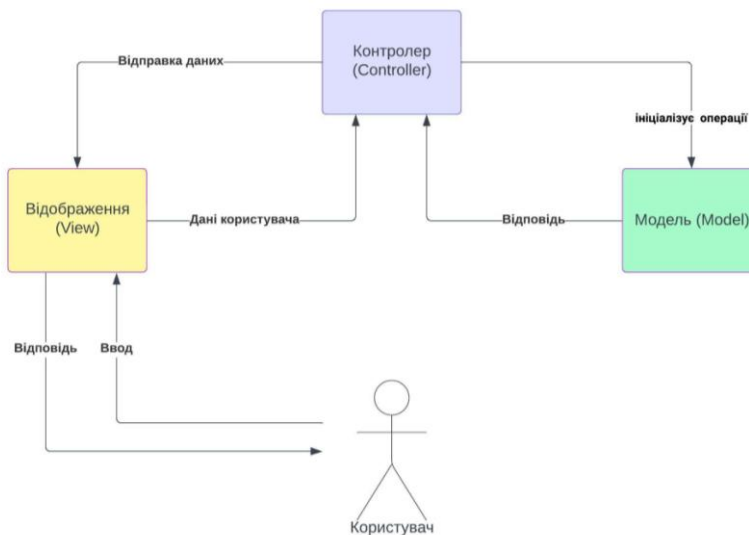 Контролер
(Controller)
Відправка даних
ініціалізує операції
Відображення
(View)
Дані користувача
Відповідь
Модель (Model)
Відповідь
Ввод
Користувач